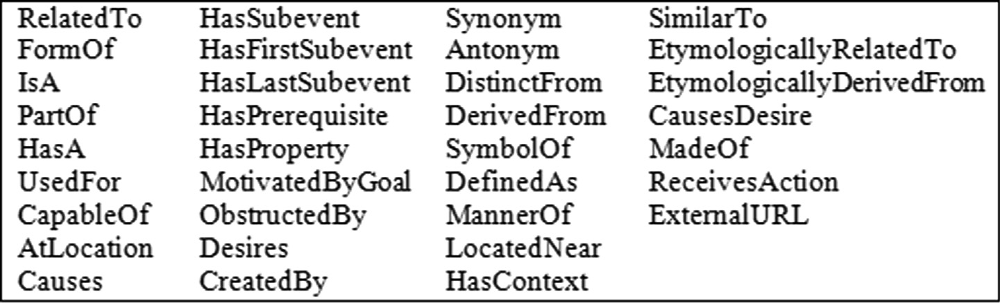 RelatedTo HasSubevent Synonym SimilarTo
FormOf HasFirstSubevent Antonym EtymologicallyRelatedTo
IsA HasLastSubevent DistinctFrom EtymologicallyDerivedFrom
PartOf HasPrerequisite DerivedFrom CausesDesire
HasA HasProperty SymbolOf MadeOf
UsedFor MotivatedByGoal DefinedAs ReceivesAction
CapableOf ObstructedBy MannerOf ExternalURL
AtLocation Desires LocatedNear
Causes CreatedBy HasContext